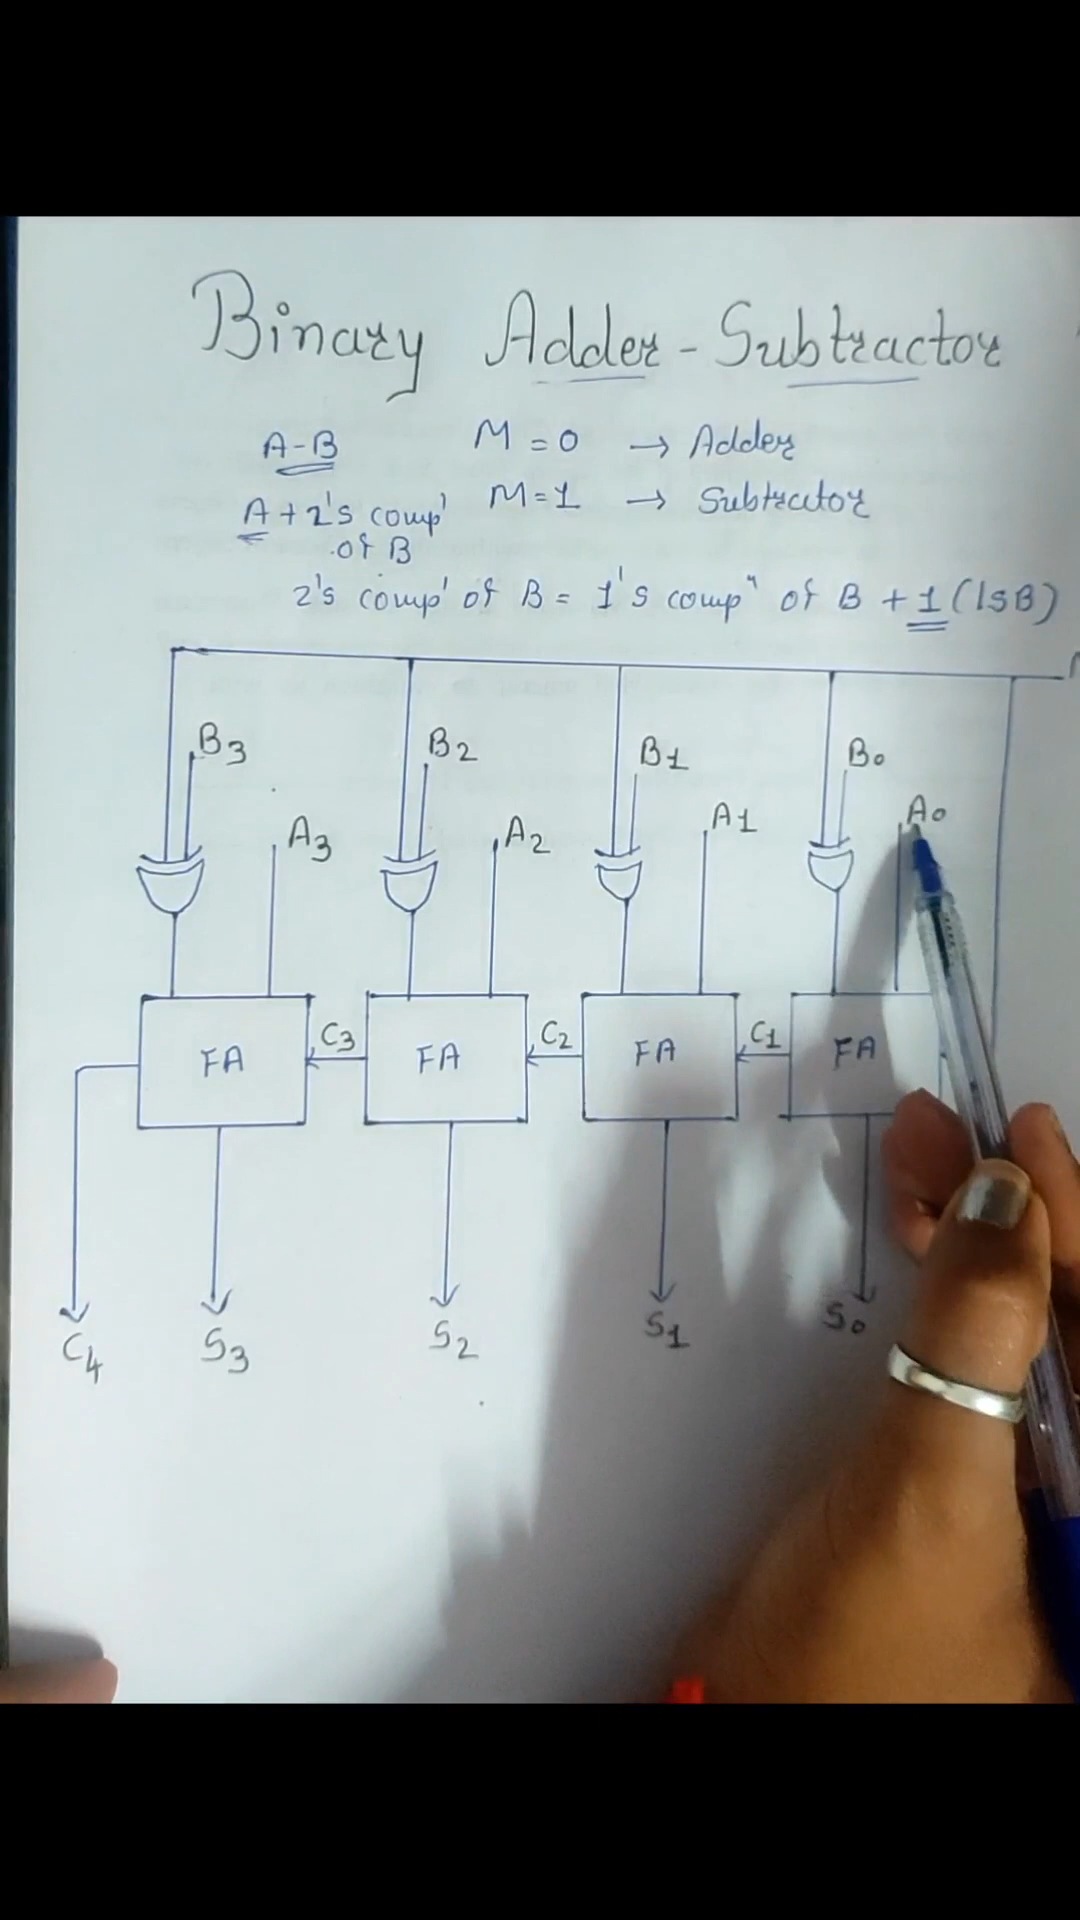 Binary Adder-Subtractor
A-B M=0 → Adder
A+2's comp' M=1 → Subtractor
of B
2's comp' of B = 1's comp" of B + 1 (LSB)
B3 B2 B1 B0
A3 A2 A1 A0
FA C3 FA C2 FA C1 FA
C4 S3 S2 S1 S0